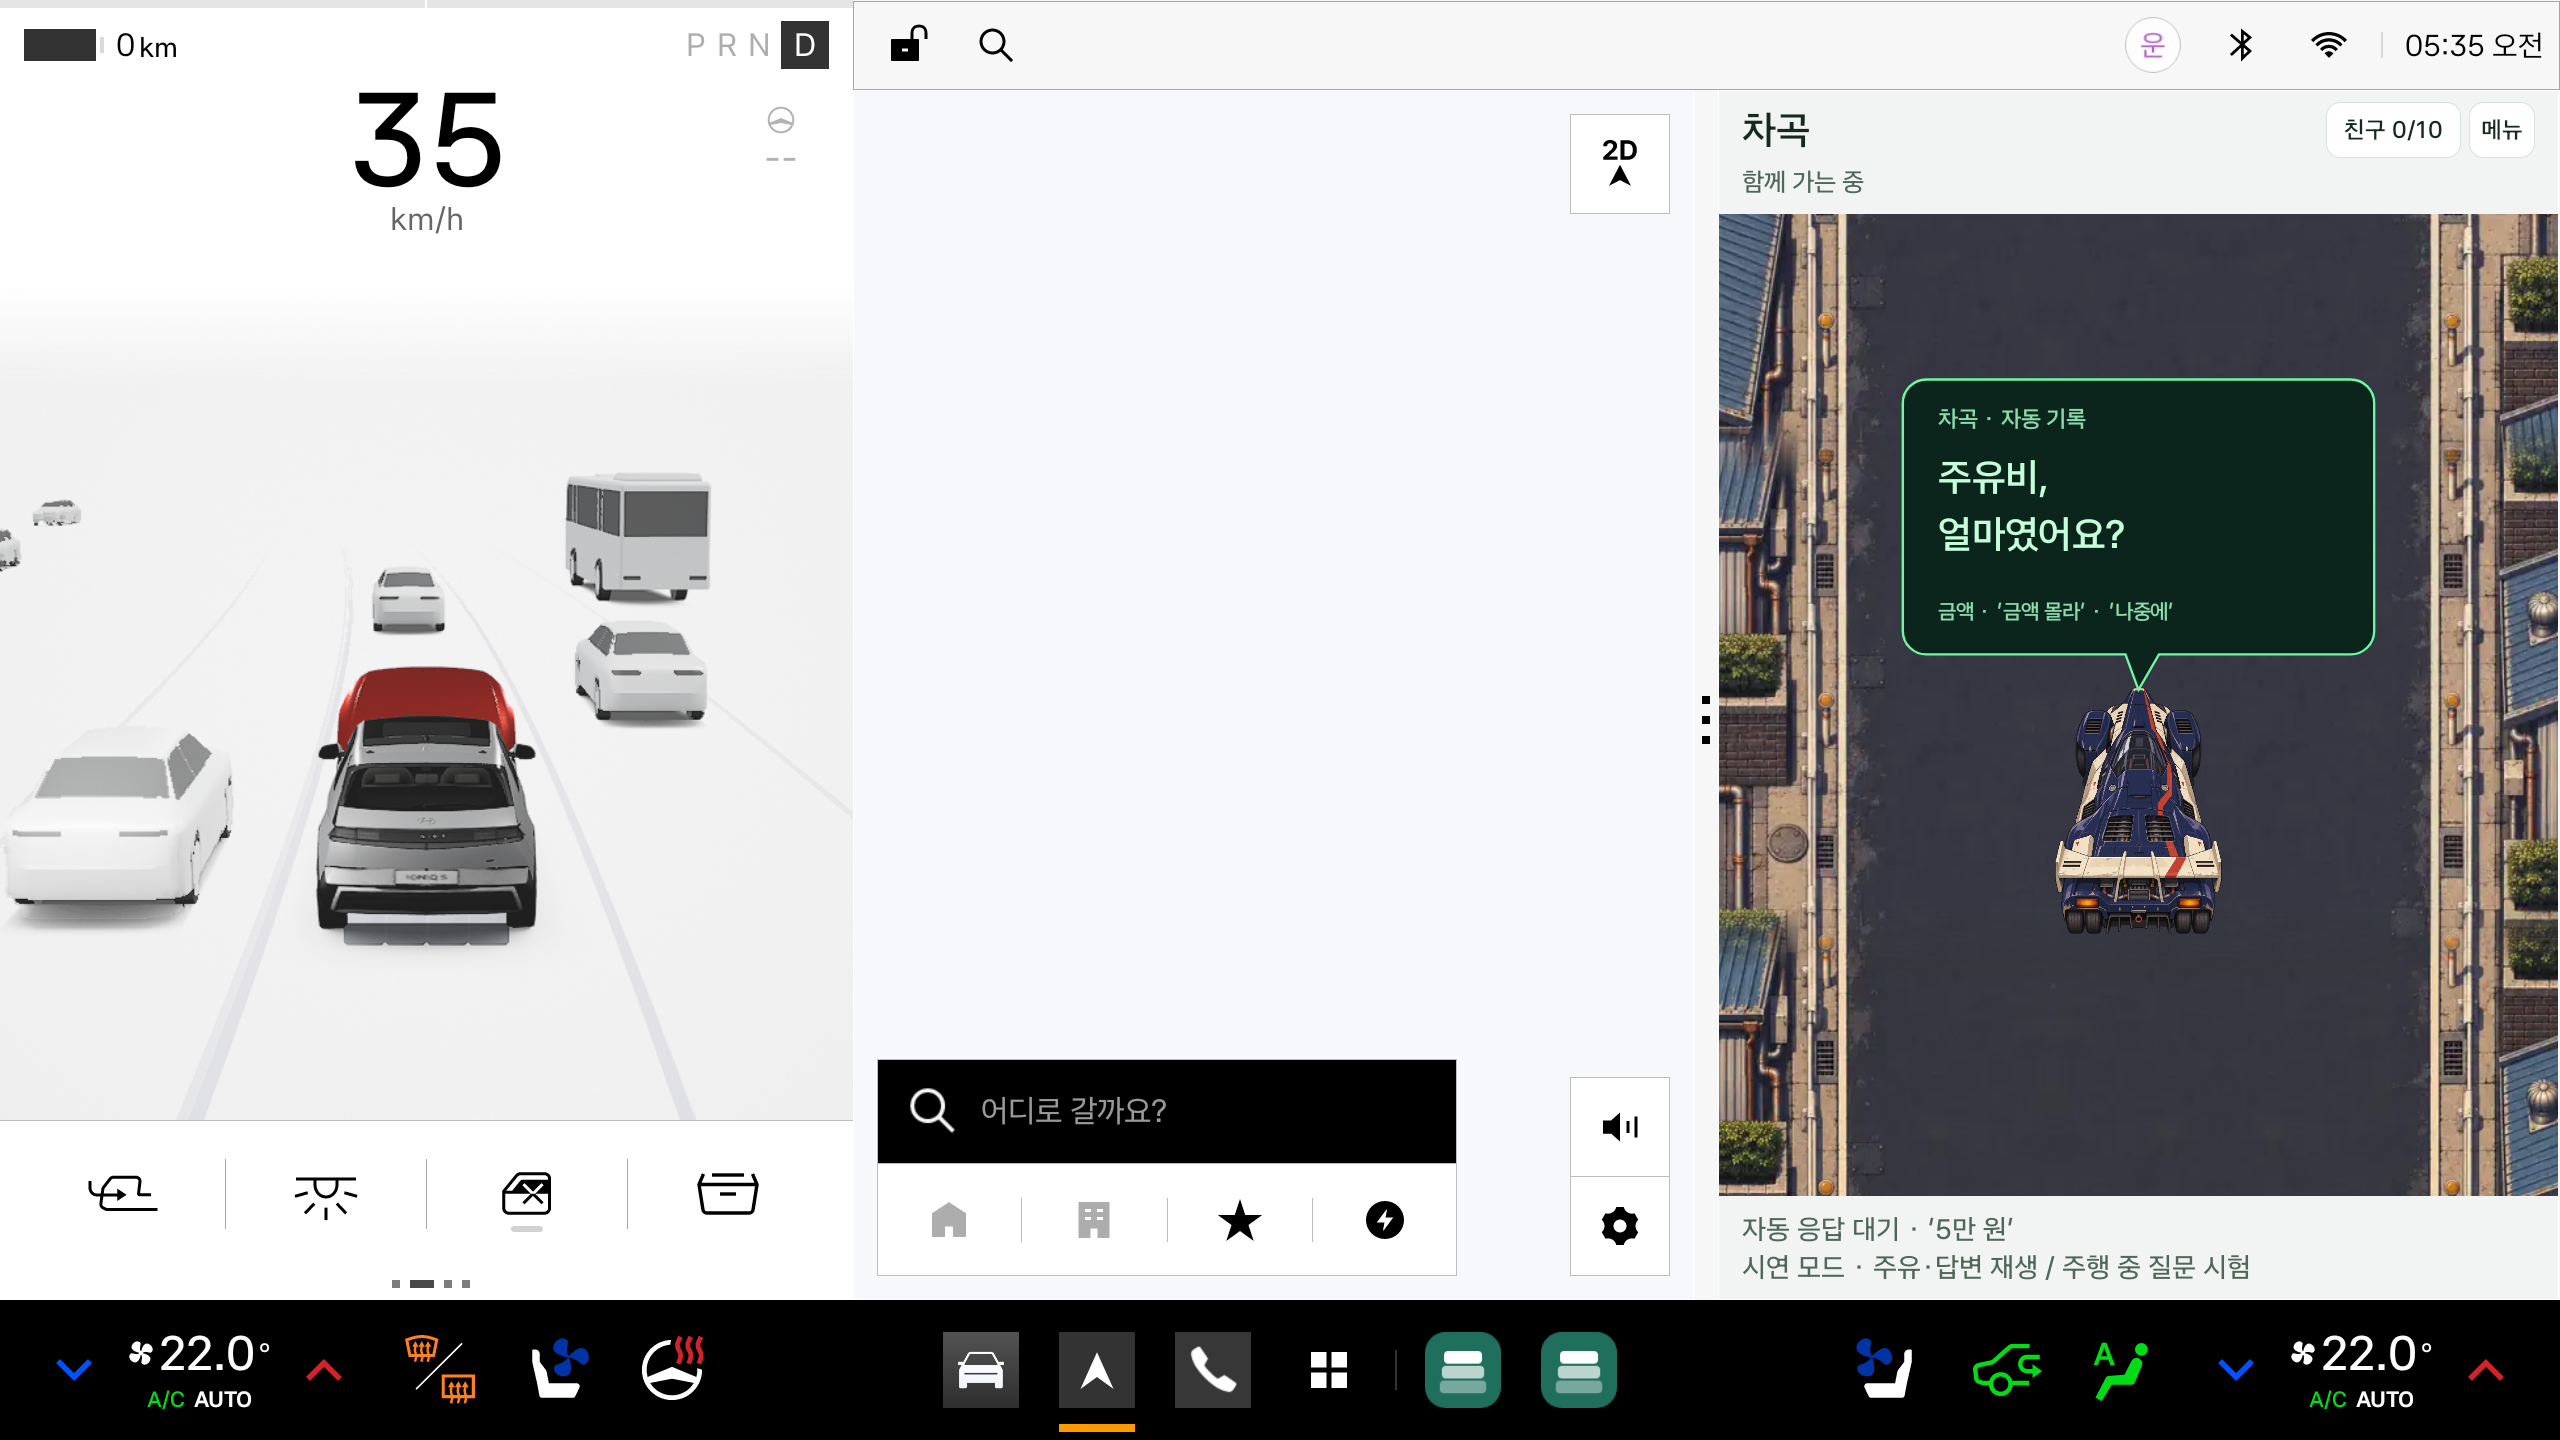 0 km
P R N D
35
km/h
--
운
05:35 오전
2D
차곡
친구 0/10
메뉴
함께 가는 중
차곡 · 자동 기록
주유비,
얼마였어요?
금액 · '금액 몰라' · '나중에'
IONIQ 5
어디로 갈까요?
자동 응답 대기 · '5만 원'
시연 모드 · 주유·답변 재생 / 주행 중 질문 시험
22.0°
A/C AUTO
A
22.0°
A/C AUTO